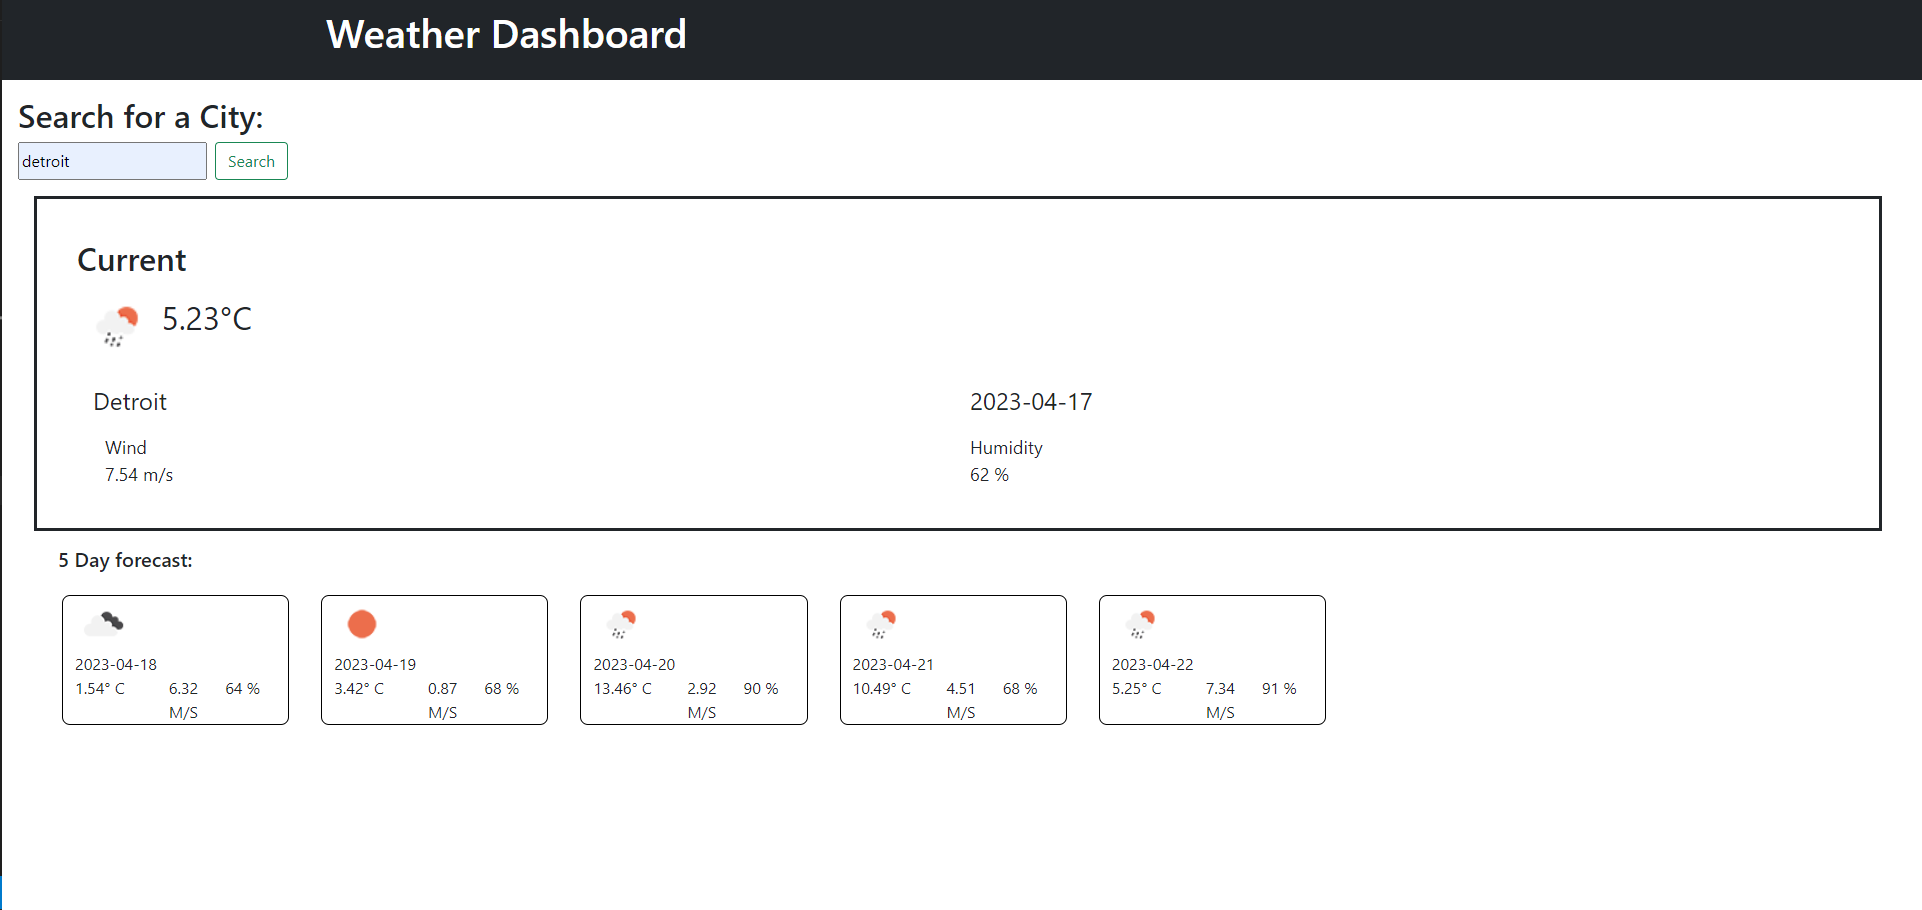 Weather Dashboard
Search for a City:
detroit Search
Current
5.23°C
Detroit 2023-04-17
Wind Humidity
7.54 m/s 62 %
5 Day forecast:
2023-04-18
1.54° C 6.32 64 %
M/S
2023-04-19
3.42° C 0.87 68 %
M/S
2023-04-20
13.46° C 2.92 90 %
M/S
2023-04-21
10.49° C 4.51 68 %
M/S
2023-04-22
5.25° C 7.34 91 %
M/S